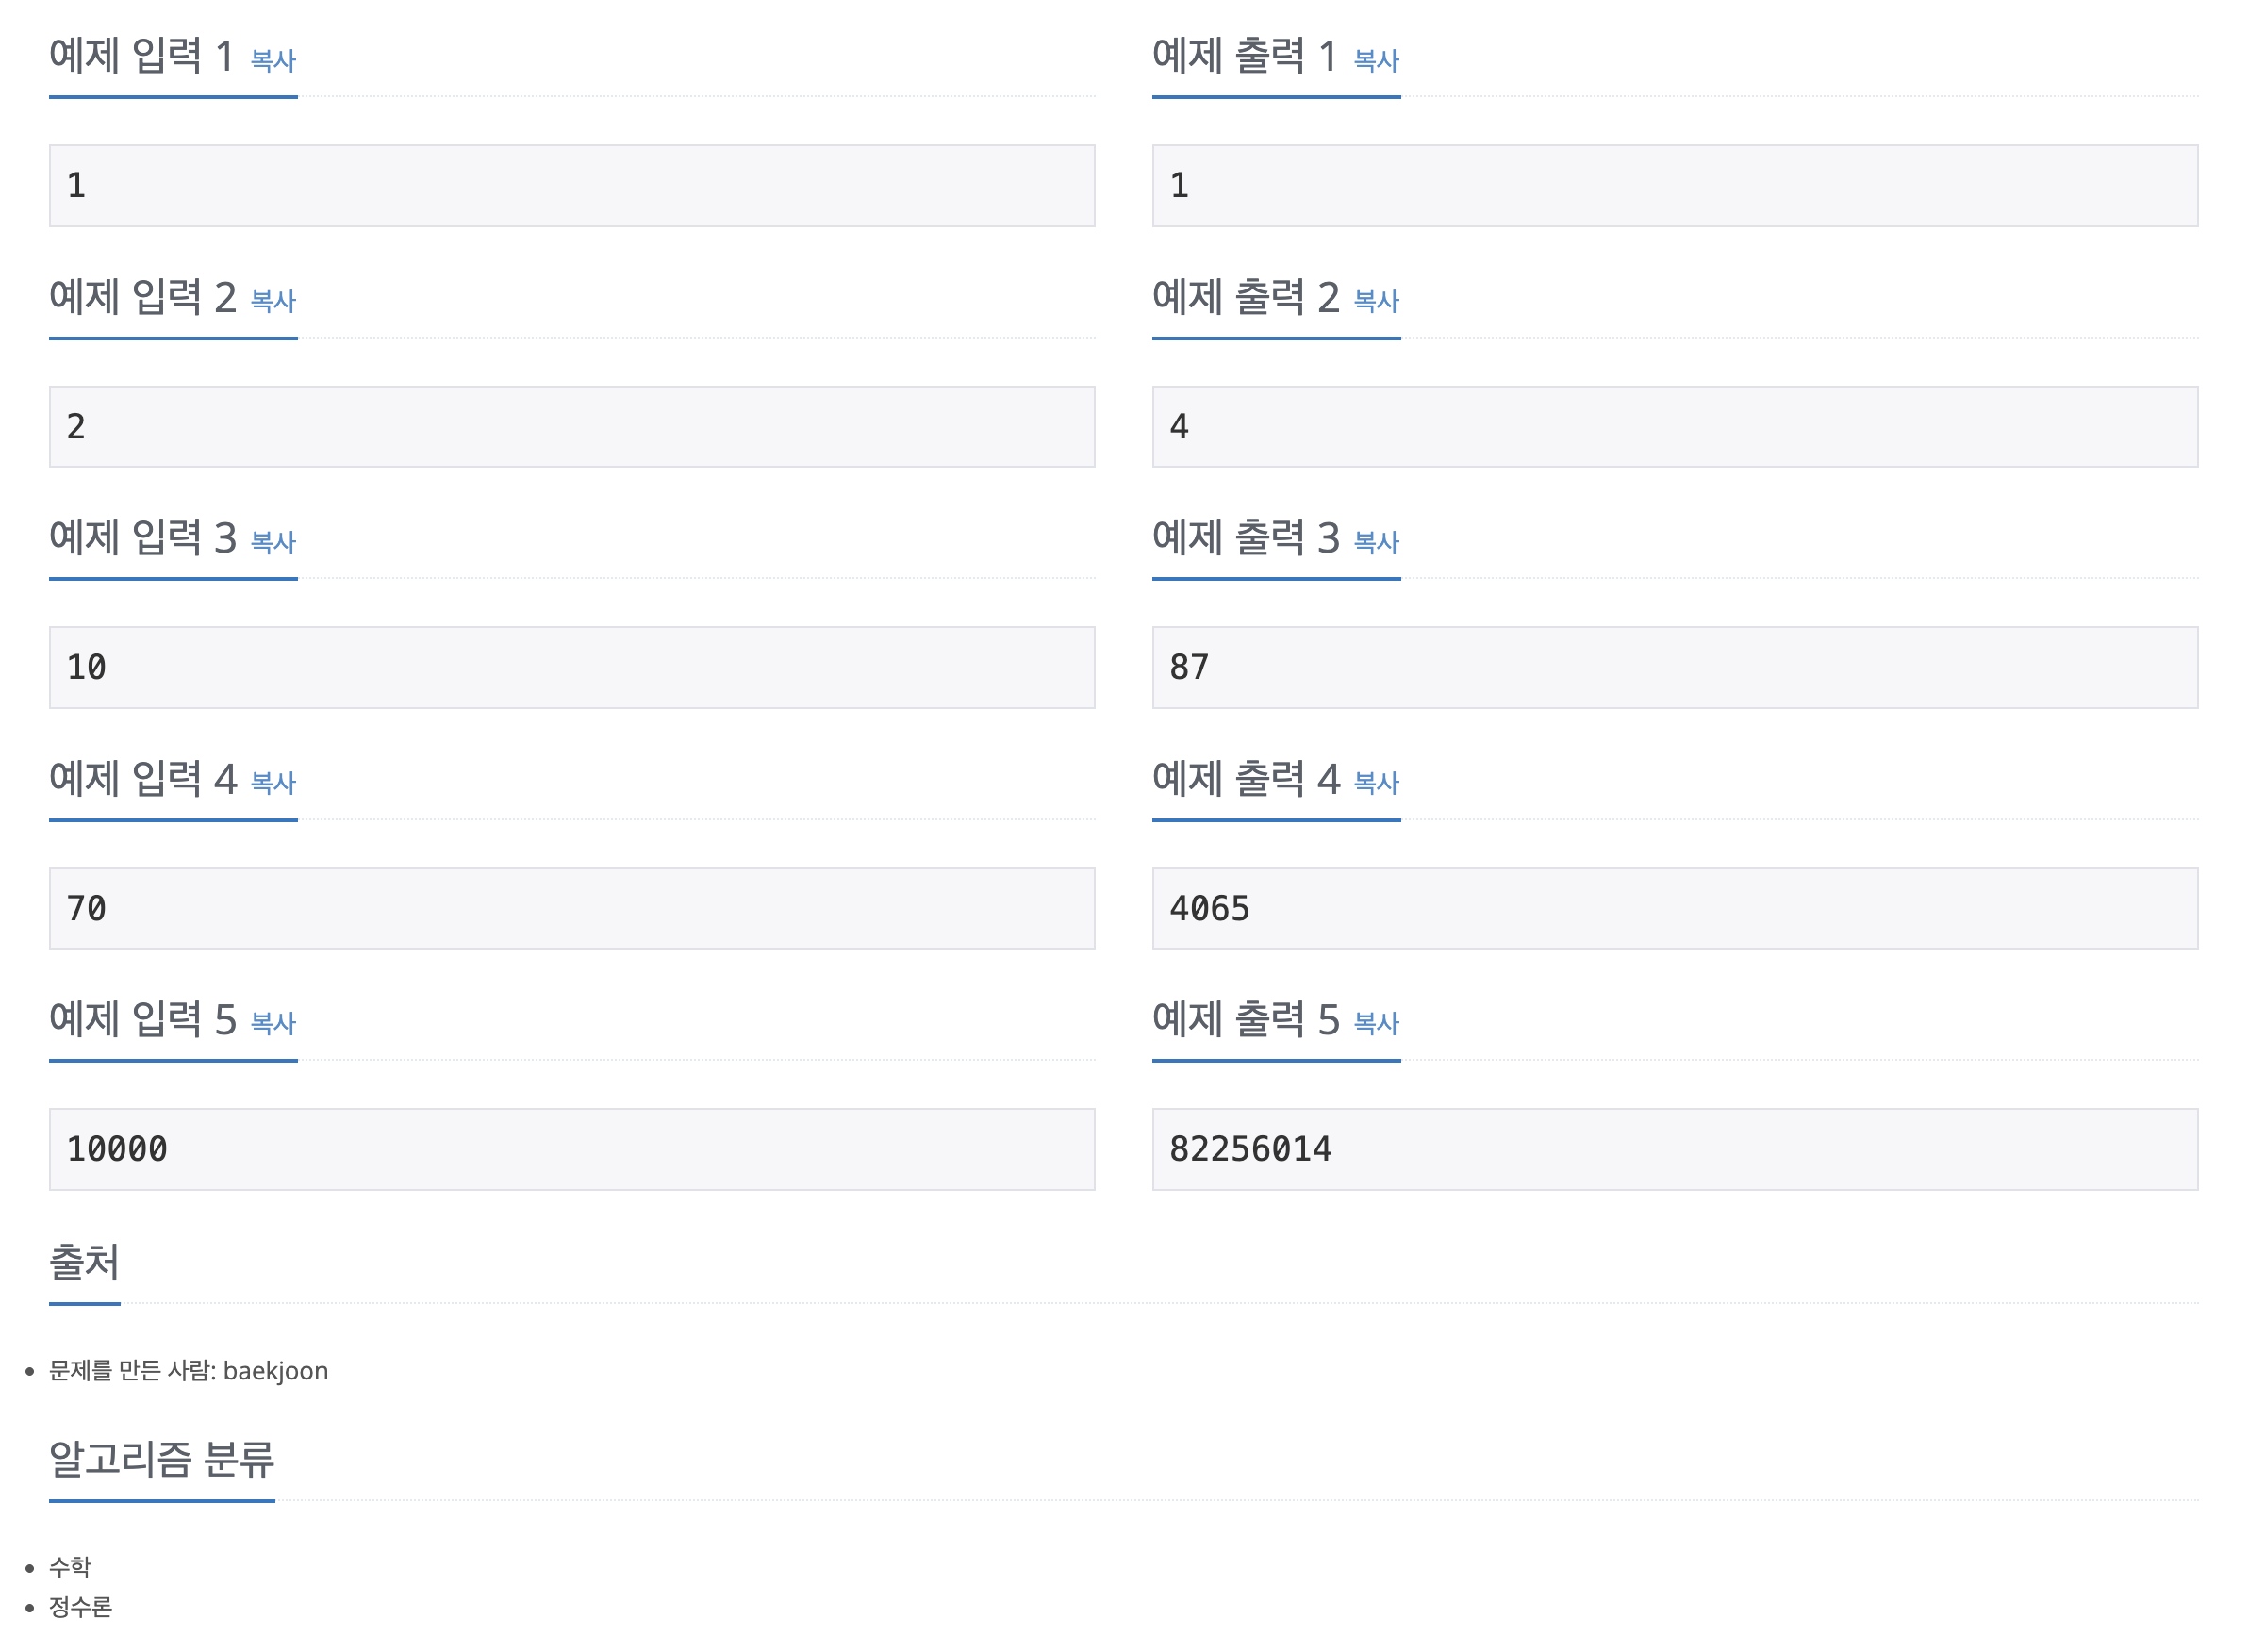 예제 입력 1 복사
예제 출력 1 복사
1
1
예제 입력 2 복사
예제 출력 2 복사
2
4
예제 입력 3 복사
예제 출력 3 복사
10
87
예제 입력 4 복사
예제 출력 4 복사
70
4065
예제 입력 5 복사
예제 출력 5 복사
10000
82256014
출처
문제를 만든 사람: baekjoon
알고리즘 분류
수학
정수론